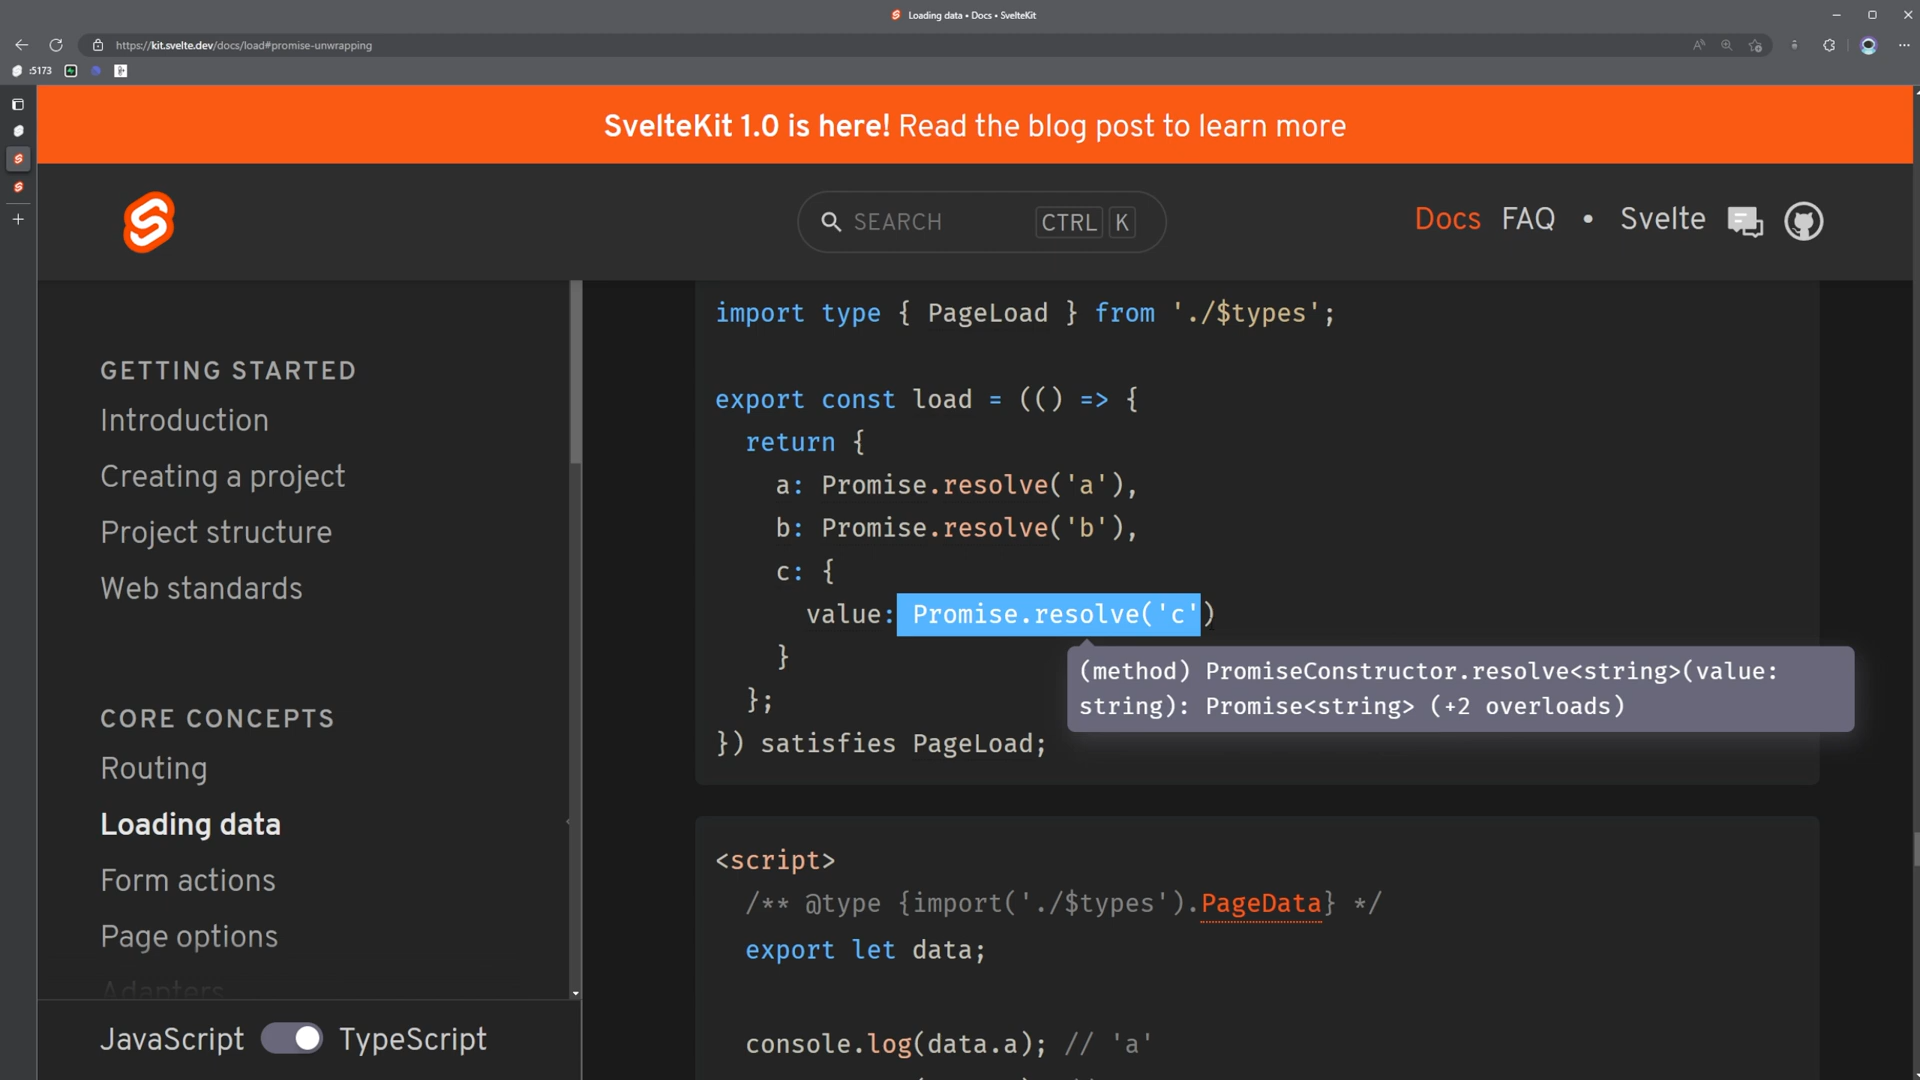 Loading data • Docs • SvelteKit
https://kit.svelte.dev/docs/load#promise-unwrapping
:5173
SvelteKit 1.0 is here! Read the blog post to learn more
SEARCH CTRL K
Docs FAQ • Svelte
GETTING STARTED
Introduction
Creating a project
Project structure
Web standards
CORE CONCEPTS
Routing
Loading data
Form actions
Page options
Adapters
JavaScript TypeScript
import type { PageLoad } from './$types';
export const load = (() => {
return {
a: Promise.resolve('a'),
b: Promise.resolve('b'),
c: {
value: Promise.resolve('c')
}
};
}) satisfies PageLoad;
(method) PromiseConstructor.resolve<string>(value:
string): Promise<string> (+2 overloads)
<script>
/** @type {import('./$types').PageData} */
export let data;
console.log(data.a); // 'a'